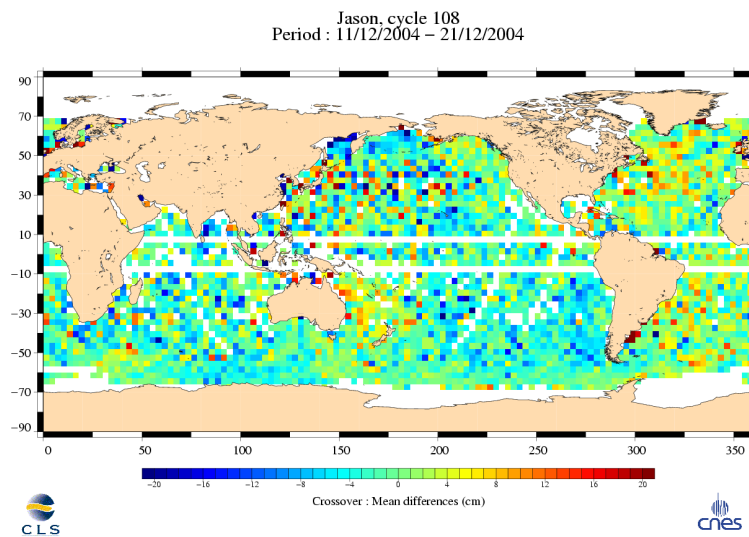 Jason, cycle 108
Period : 11/12/2004 − 21/12/2004
90
70
50
30
10
−10
−30
−50
−70
−90
0 50 100 150 200 250 300 350
−20 −16 −12 −8 −4 0 4 8 12 16 20
Crossover : Mean differences (cm)
CLS
cnes